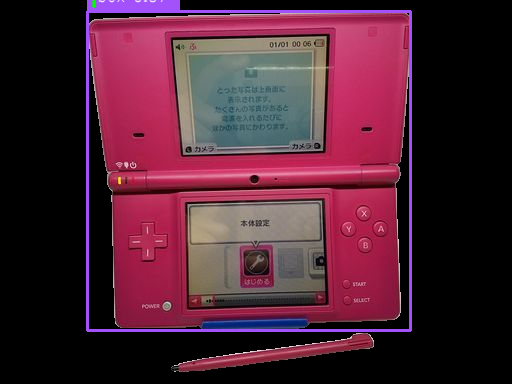 01/01 00 06
とった写真は上画面に
表示されます。
たくさんの写真があると
電源を入れるたびに
ほかの写真にかわります。
L カメラ
カメラ R
本体設定
はじめる
X
Y
A
B
START
SELECT
POWER